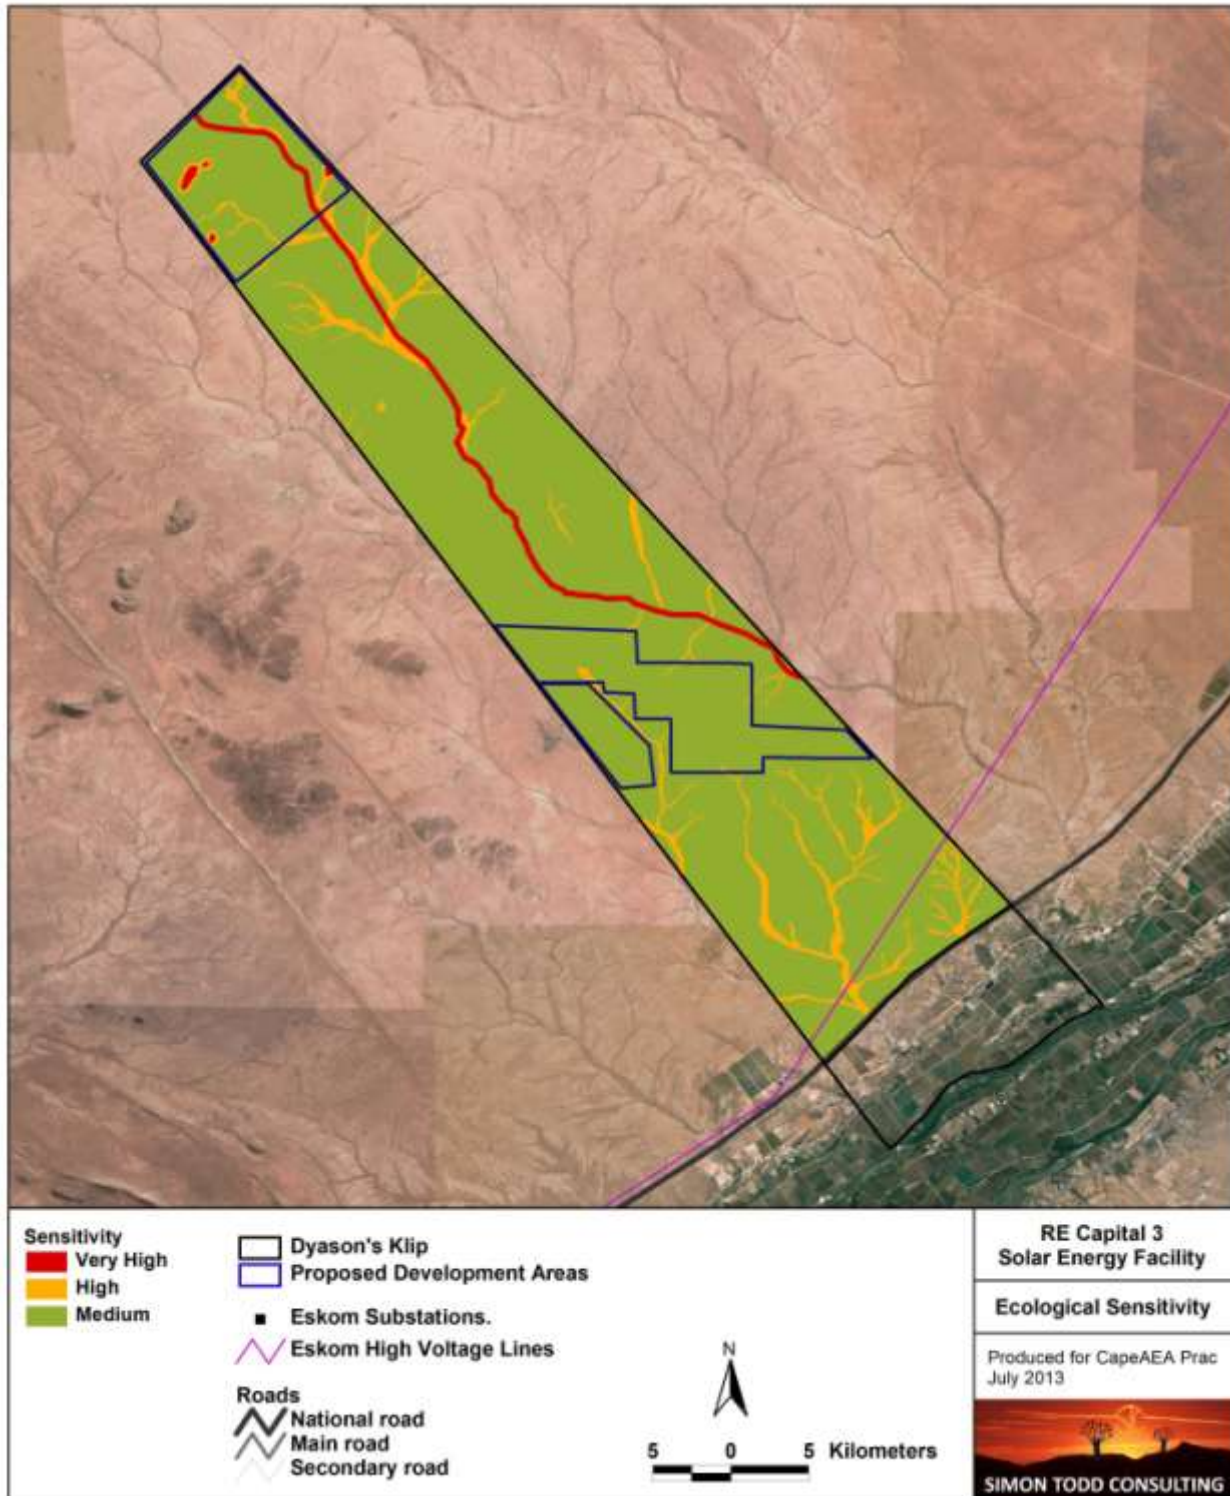 Sensitivity
Very High
High
Medium
Dyason's Klip
Proposed Development Areas
Eskom Substations.
Eskom High Voltage Lines
Roads
National road
Main road
Secondary road
N
5 0 5 Kilometers
RE Capital 3
Solar Energy Facility
Ecological Sensitivity
Produced for CapeAEA Prac
July 2013
SIMON TODD CONSULTING